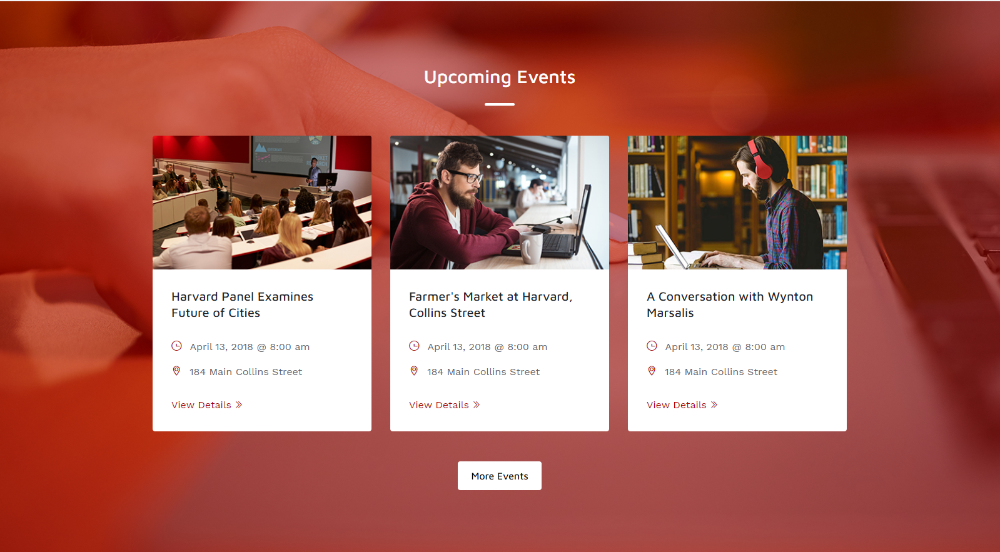 Upcoming Events
MARKET
RESEARCH
Harvard Panel Examines
Future of Cities
April 13, 2018 @ 8:00 am
184 Main Collins Street
View Details
Farmer's Market at Harvard,
Collins Street
April 13, 2018 @ 8:00 am
184 Main Collins Street
View Details
A Conversation with Wynton
Marsalis
April 13, 2018 @ 8:00 am
184 Main Collins Street
View Details
More Events